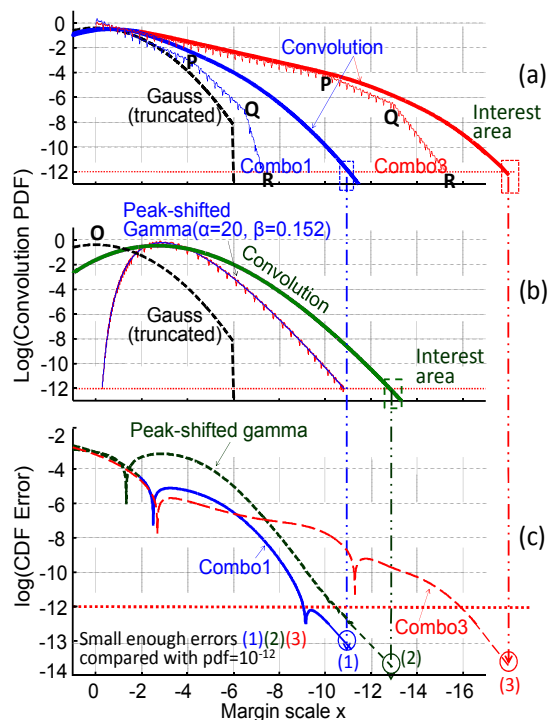 0
-2
-4
-6
-8
-10
-12
Convolution
(a)
P
P
Gauss
(truncated)
Q
Q
Interest
area
Combo1
Combo3
R
R
Log(Convolution PDF)
2
0
-2
-4
-6
-8
-10
-12
Peak-shifted
Gamma(α=20, β=0.152)
O
Convolution
(b)
Gauss
(truncated)
Interest
area
log(CDF Error)
-2
-4
-6
-8
-10
-12
-13
-14
Peak-shifted gamma
(c)
Combo1
Combo3
Small enough errors (1)(2)(3)
compared with pdf=10-12
(1)
(2)
(3)
0 -2 -4 -6 -8 -10 -12 -14 -16
Margin scale x